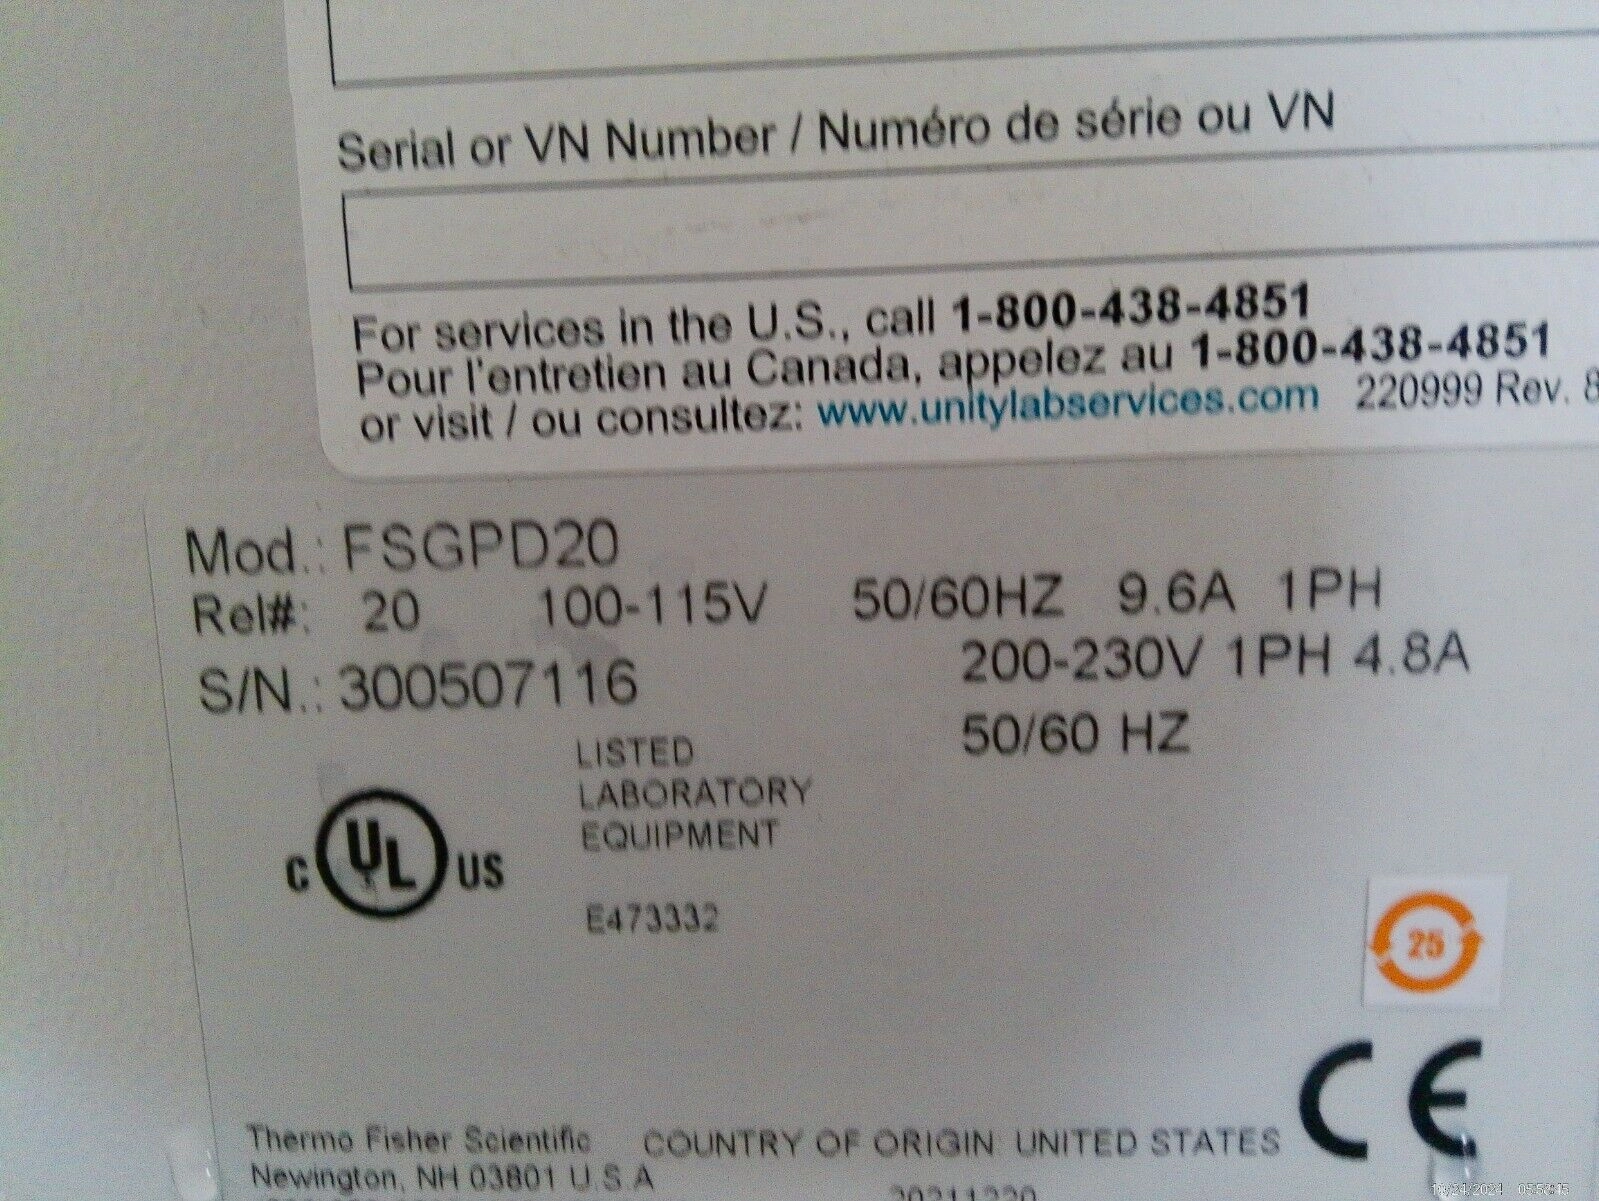 Serial or VN Number / Numéro de série ou VN
For services in the U.S., call 1-800-438-4851
Pour l'entretien au Canada, appelez au 1-800-438-4851
or visit / ou consultez: www.unitylabservices.com 220999 Rev. 8
Mod.: FSGPD20
Rel#: 20 100-115V 50/60HZ 9.6A 1PH
200-230V 1PH 4.8A
S/N.: 300507116
50/60 HZ
LISTED
LABORATORY
EQUIPMENT
C UL US
E473332
25
CE
Thermo Fisher Scientific COUNTRY OF ORIGIN: UNITED STATES
Newington, NH 03801 U.S.A
20211220